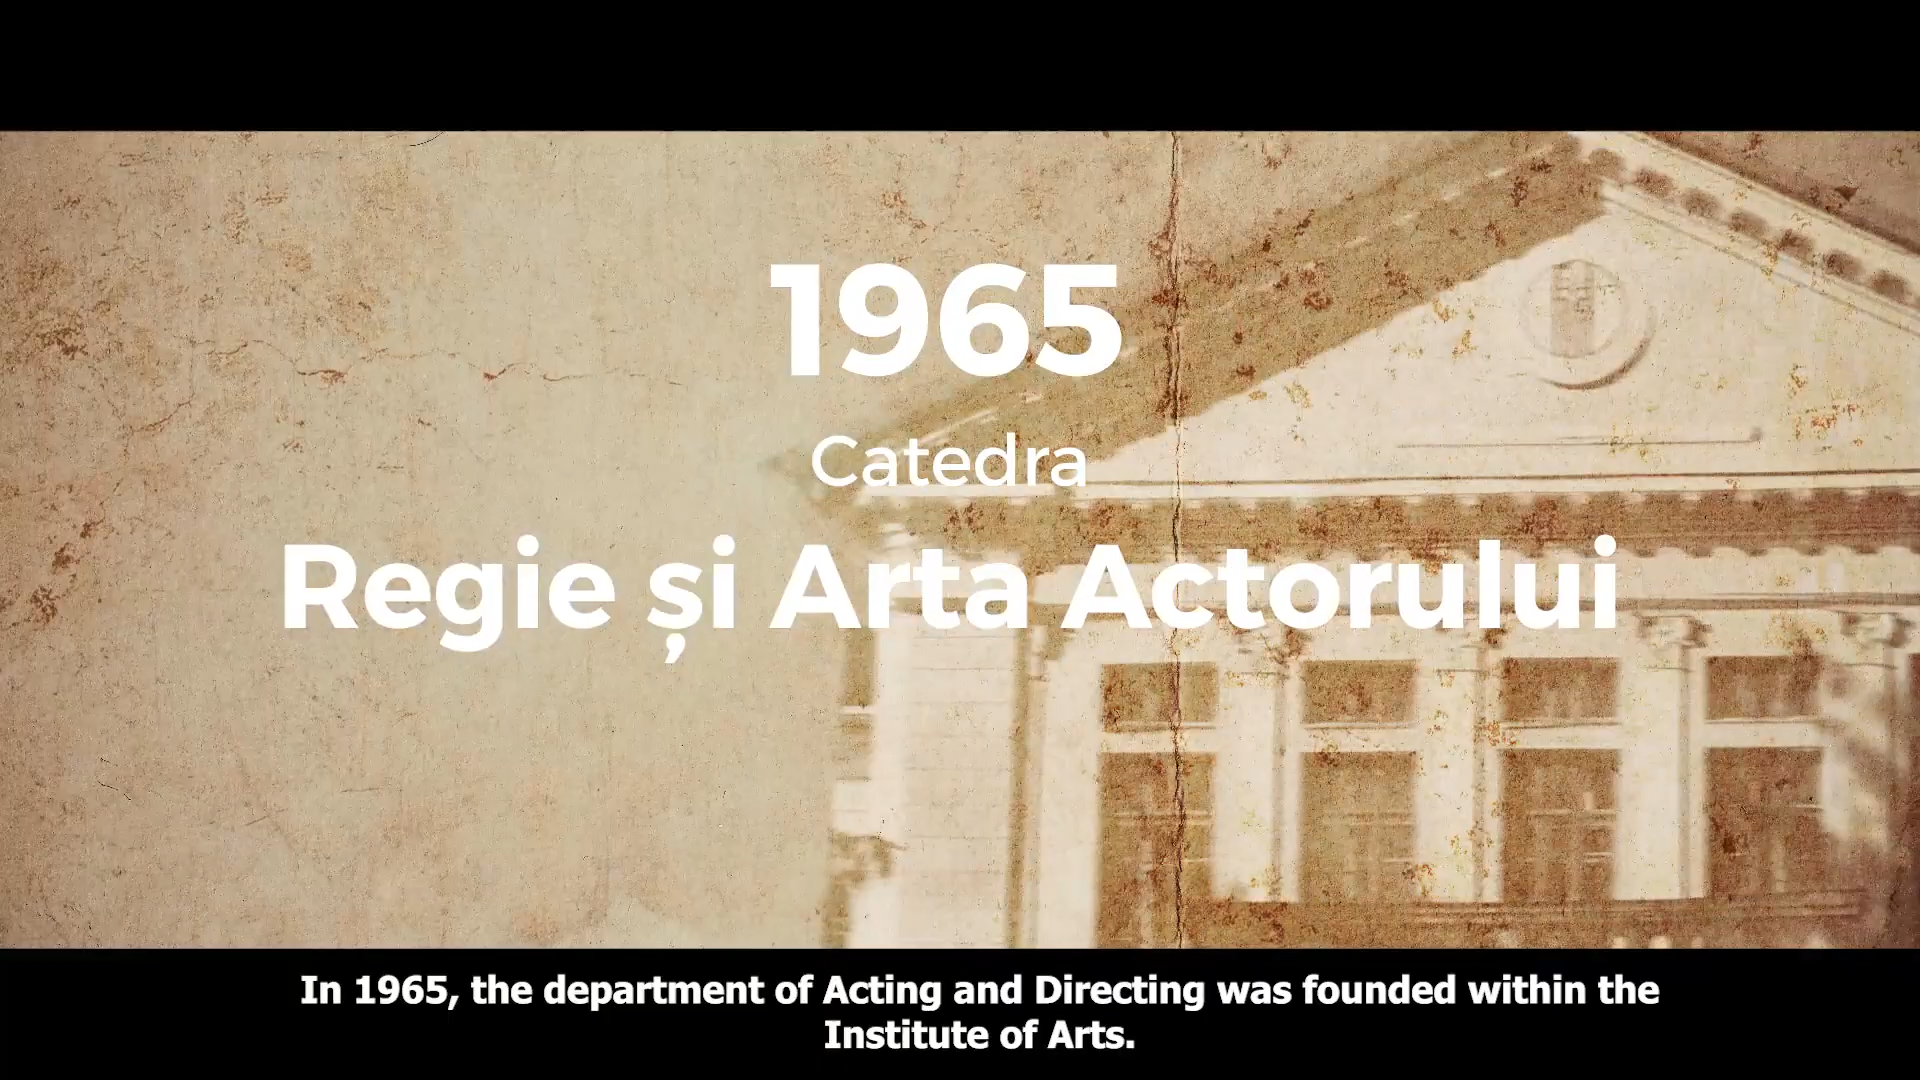 1965
Catedra
Regie și Arta Actorului
In 1965, the department of Acting and Directing was founded within the
Institute of Arts.